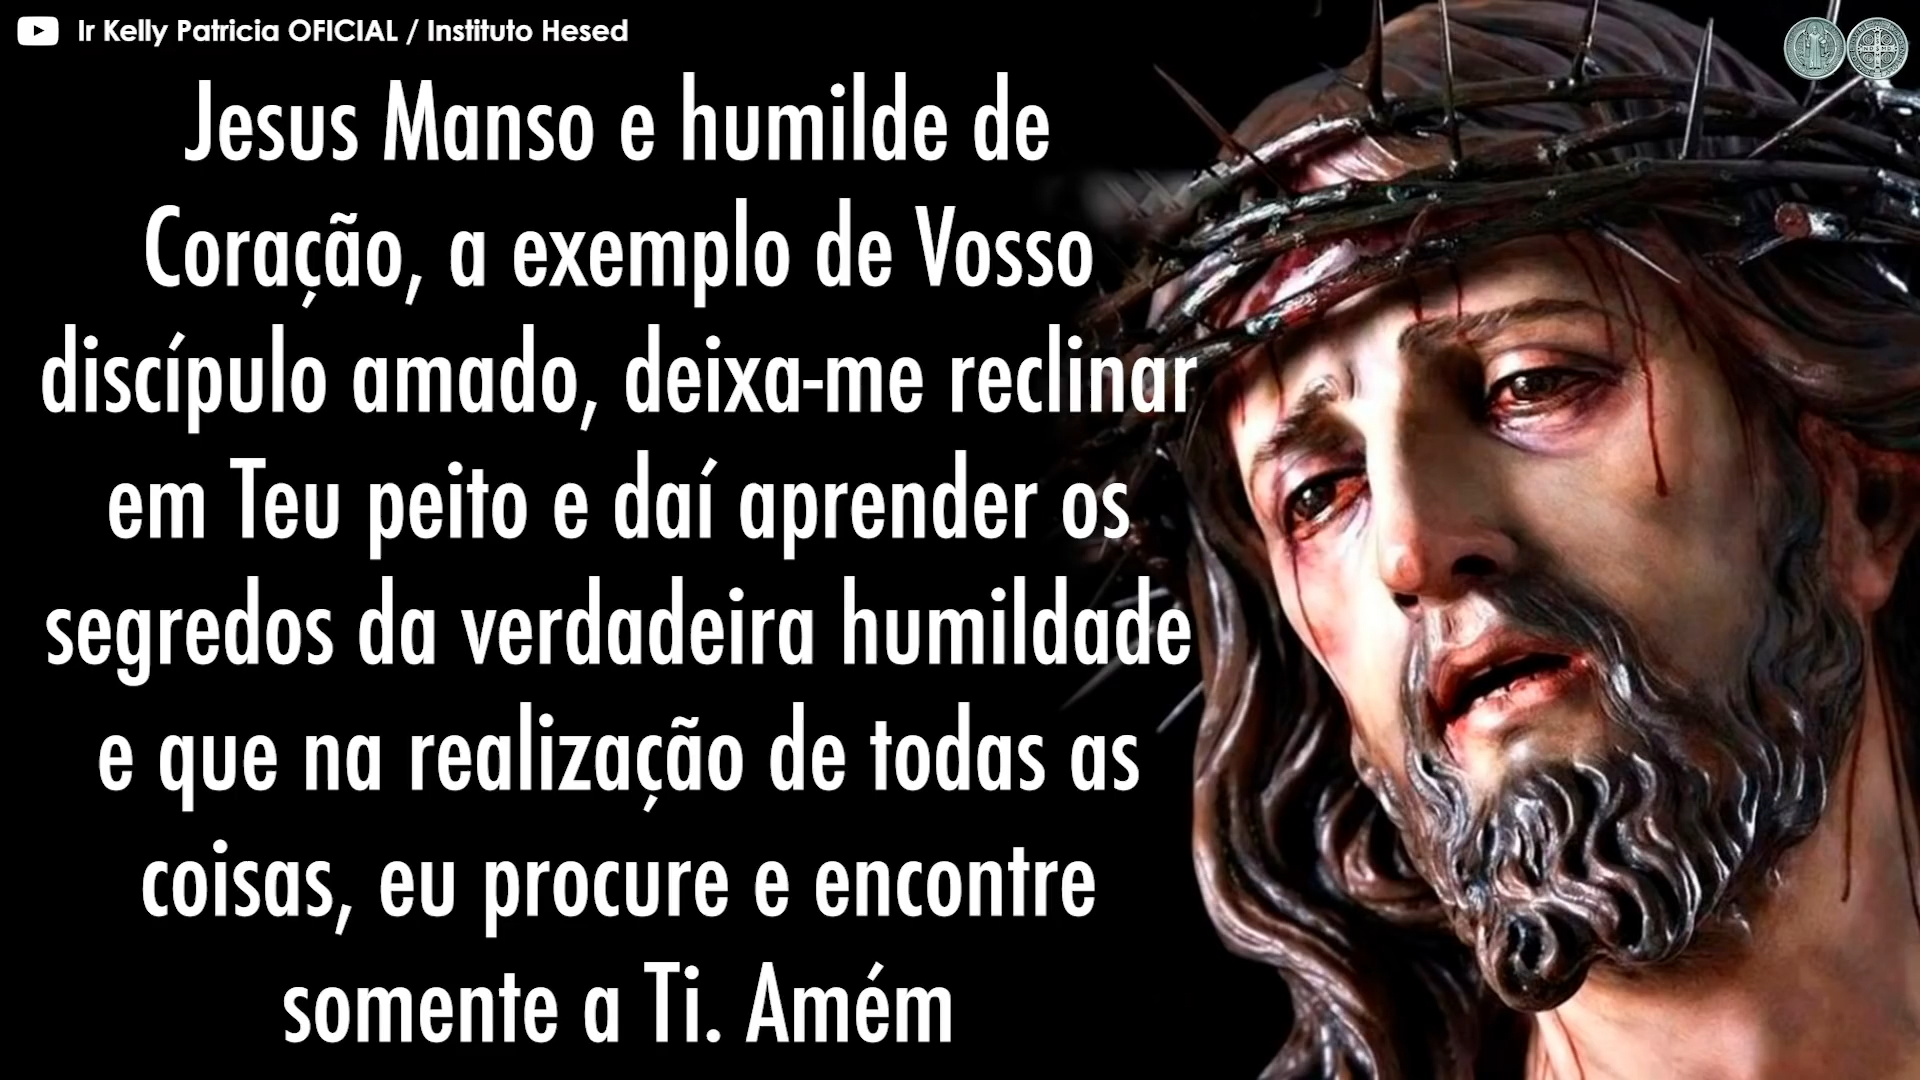 Ir Kelly Patricia OFICIAL / Instituto Hesed
Jesus Manso e humilde de
Coração, a exemplo de Vosso
discípulo amado, deixa-me reclinar
em Teu peito e daí aprender os
segredos da verdadeira humildade
e que na realização de todas as
coisas, eu procure e encontre
somente a Ti. Amém